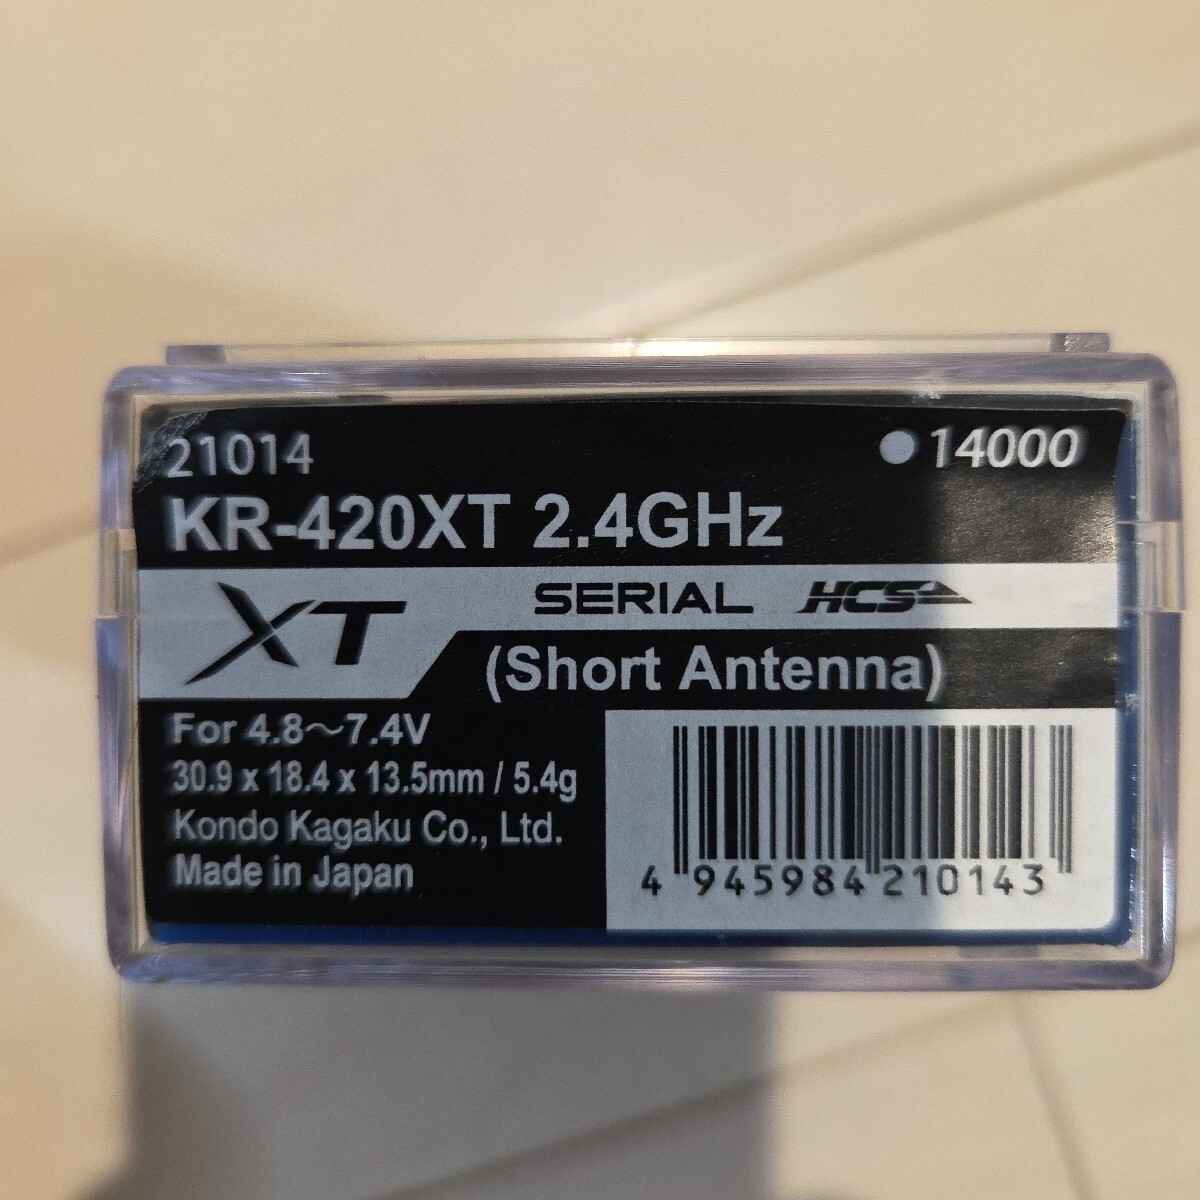 21014
●14000
KR-420XT 2.4GHz
XT
SERIAL HCS
(Short Antenna)
For 4.8～7.4V
30.9 x 18.4 x 13.5mm / 5.4g
Kondo Kagaku Co., Ltd.
Made in Japan
4 945984 210143